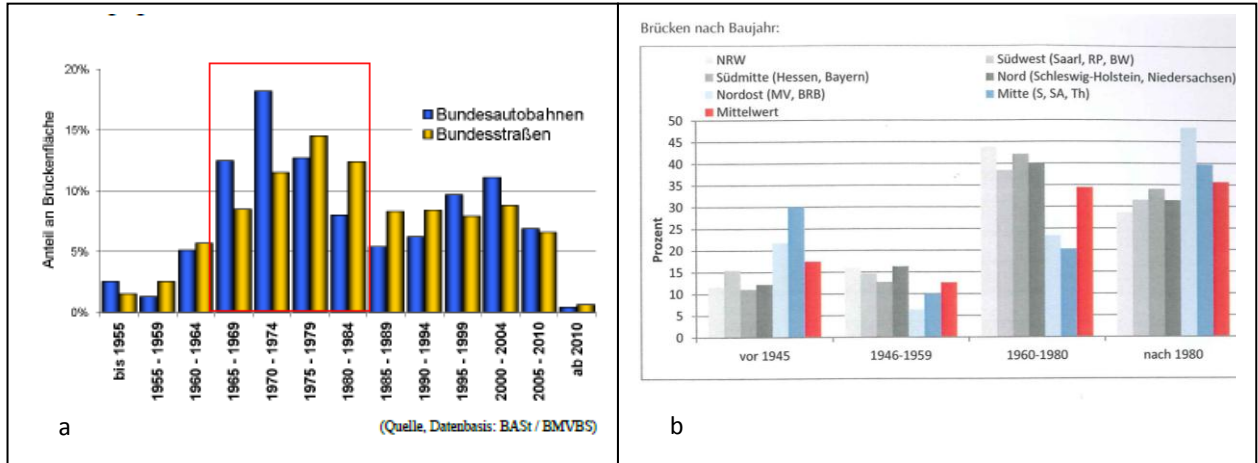 20%
15%
10%
5%
0%
Anteil an Brückenfläche
Bundesautobahnen
Bundesstraßen
bis 1955
1955 - 1959
1960 - 1964
1965 - 1969
1970 - 1974
1975 - 1979
1980 - 1984
1985 - 1989
1990 - 1994
1995 - 1999
2000 - 2004
2005 - 2010
ab 2010
a
(Quelle, Datenbasis: BASt / BMVBS)
Brücken nach Baujahr:
NRW
Südwest (Saarl, RP, BW)
Südmitte (Hessen, Bayern)
Nord (Schleswig-Holstein, Niedersachsen)
Nordost (MV, BRB)
Mitte (S, SA, Th)
Mittelwert
50
45
40
35
30
25
20
15
10
5
0
Prozent
vor 1945
1946-1959
1960-1980
nach 1980
b